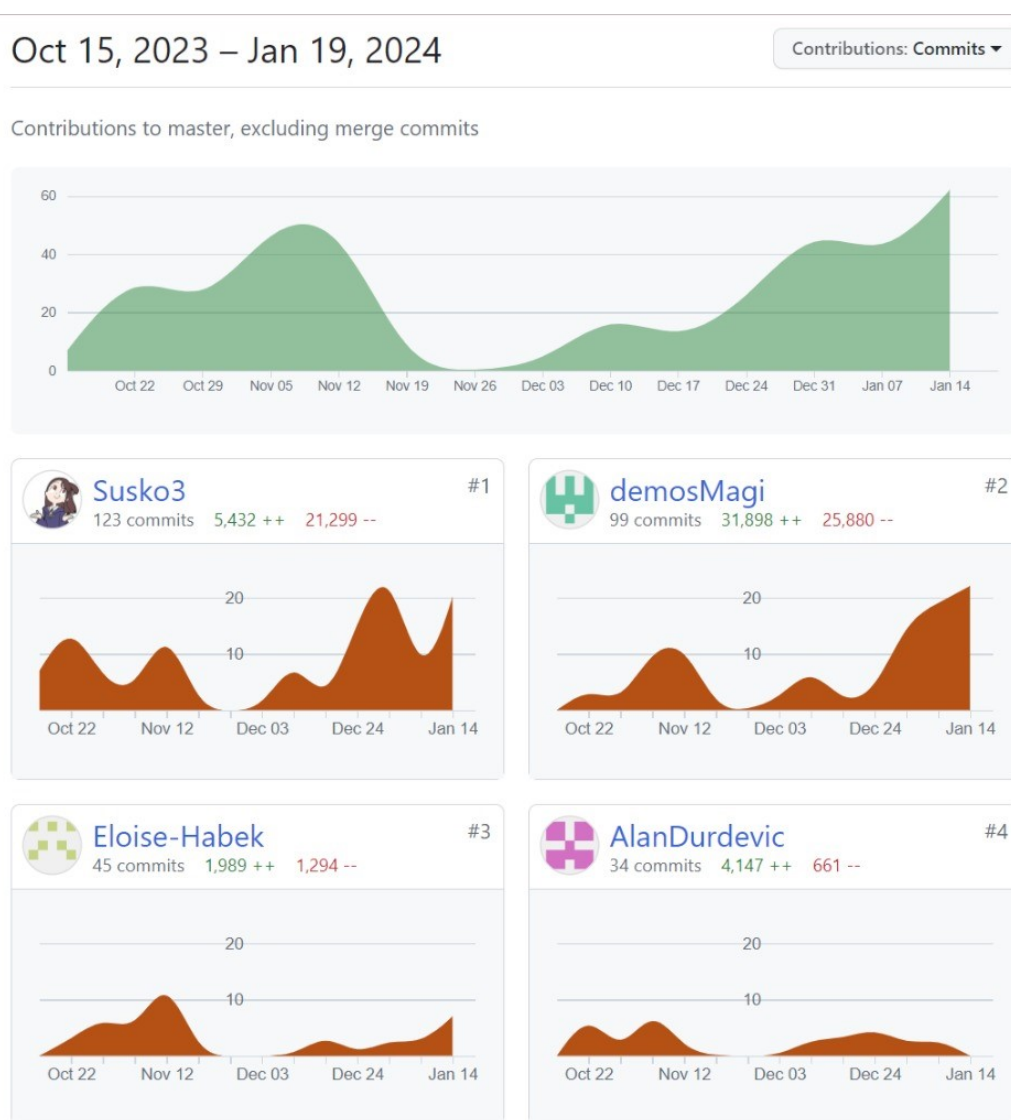 Oct 15, 2023 – Jan 19, 2024
Contributions: Commits
Contributions to master, excluding merge commits
60
40
20
0
Oct 22 Oct 29 Nov 05 Nov 12 Nov 19 Nov 26 Dec 03 Dec 10 Dec 17 Dec 24 Dec 31 Jan 07 Jan 14
Susko3 #1
123 commits 5,432 ++ 21,299 --
20
10
Oct 22 Nov 12 Dec 03 Dec 24 Jan 14
demosMagi #2
99 commits 31,898 ++ 25,880 --
20
10
Oct 22 Nov 12 Dec 03 Dec 24 Jan 14
Eloise-Habek #3
45 commits 1,989 ++ 1,294 --
20
10
Oct 22 Nov 12 Dec 03 Dec 24 Jan 14
AlanDurdevic #4
34 commits 4,147 ++ 661 --
20
10
Oct 22 Nov 12 Dec 03 Dec 24 Jan 14